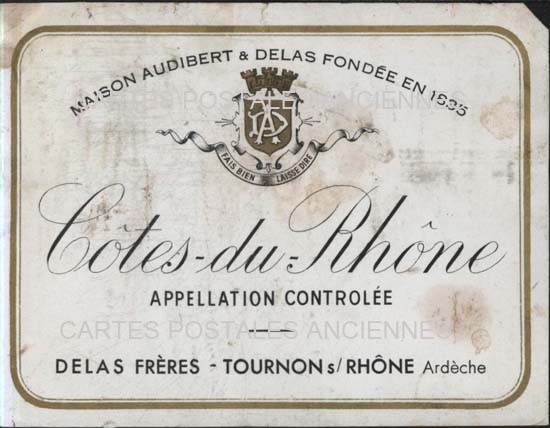 MAISON AUDIBERT & DELAS FONDÉE EN 1835
CARTES POSTALES ANCIENNES
FAIS BIEN LAISSE DIRE
Côtes-du-Rhône
APPELLATION CONTROLÉE
CARTES POSTALES ANCIENNES
DELAS FRÈRES - TOURNON s/ RHÔNE Ardèche